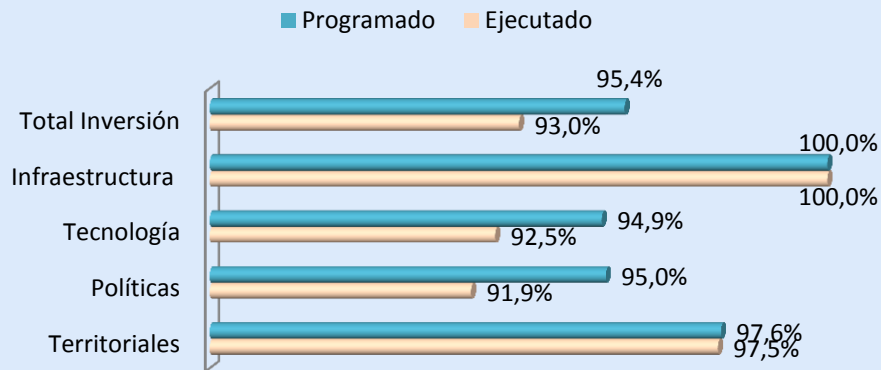 Programado Ejecutado
95,4%
Total Inversión
93,0%
100,0%
Infraestructura
100,0%
94,9%
Tecnología
92,5%
95,0%
Políticas
91,9%
97,6%
Territoriales
97,5%